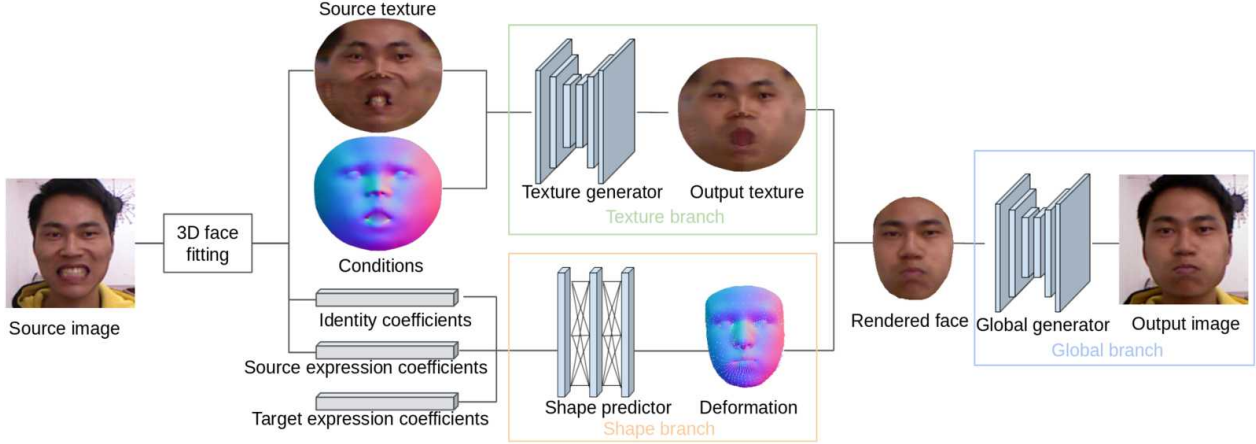 Source texture
Texture generator
Output texture
Texture branch
3D face
fitting
Conditions
Source image
Identity coefficients
Source expression coefficients
Target expression coefficients
Shape predictor
Deformation
Shape branch
Rendered face
Global generator
Output image
Global branch